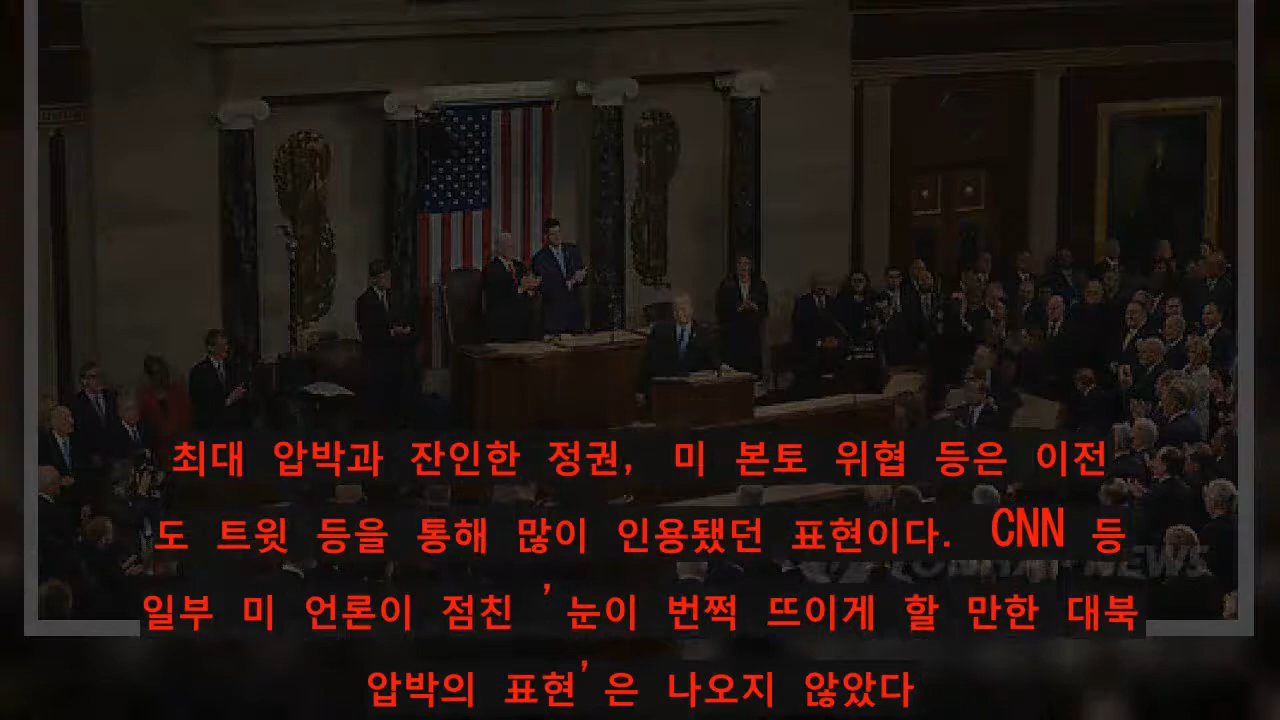 최대 압박과 잔인한 정권, 미 본토 위협 등은 이전
도 트윗 등을 통해 많이 인용됐던 표현이다. CNN 등
일부 미 언론이 점친 '눈이 번쩍 뜨이게 할 만한 대북
압박의 표현'은 나오지 않았다
YONHAP NEWS